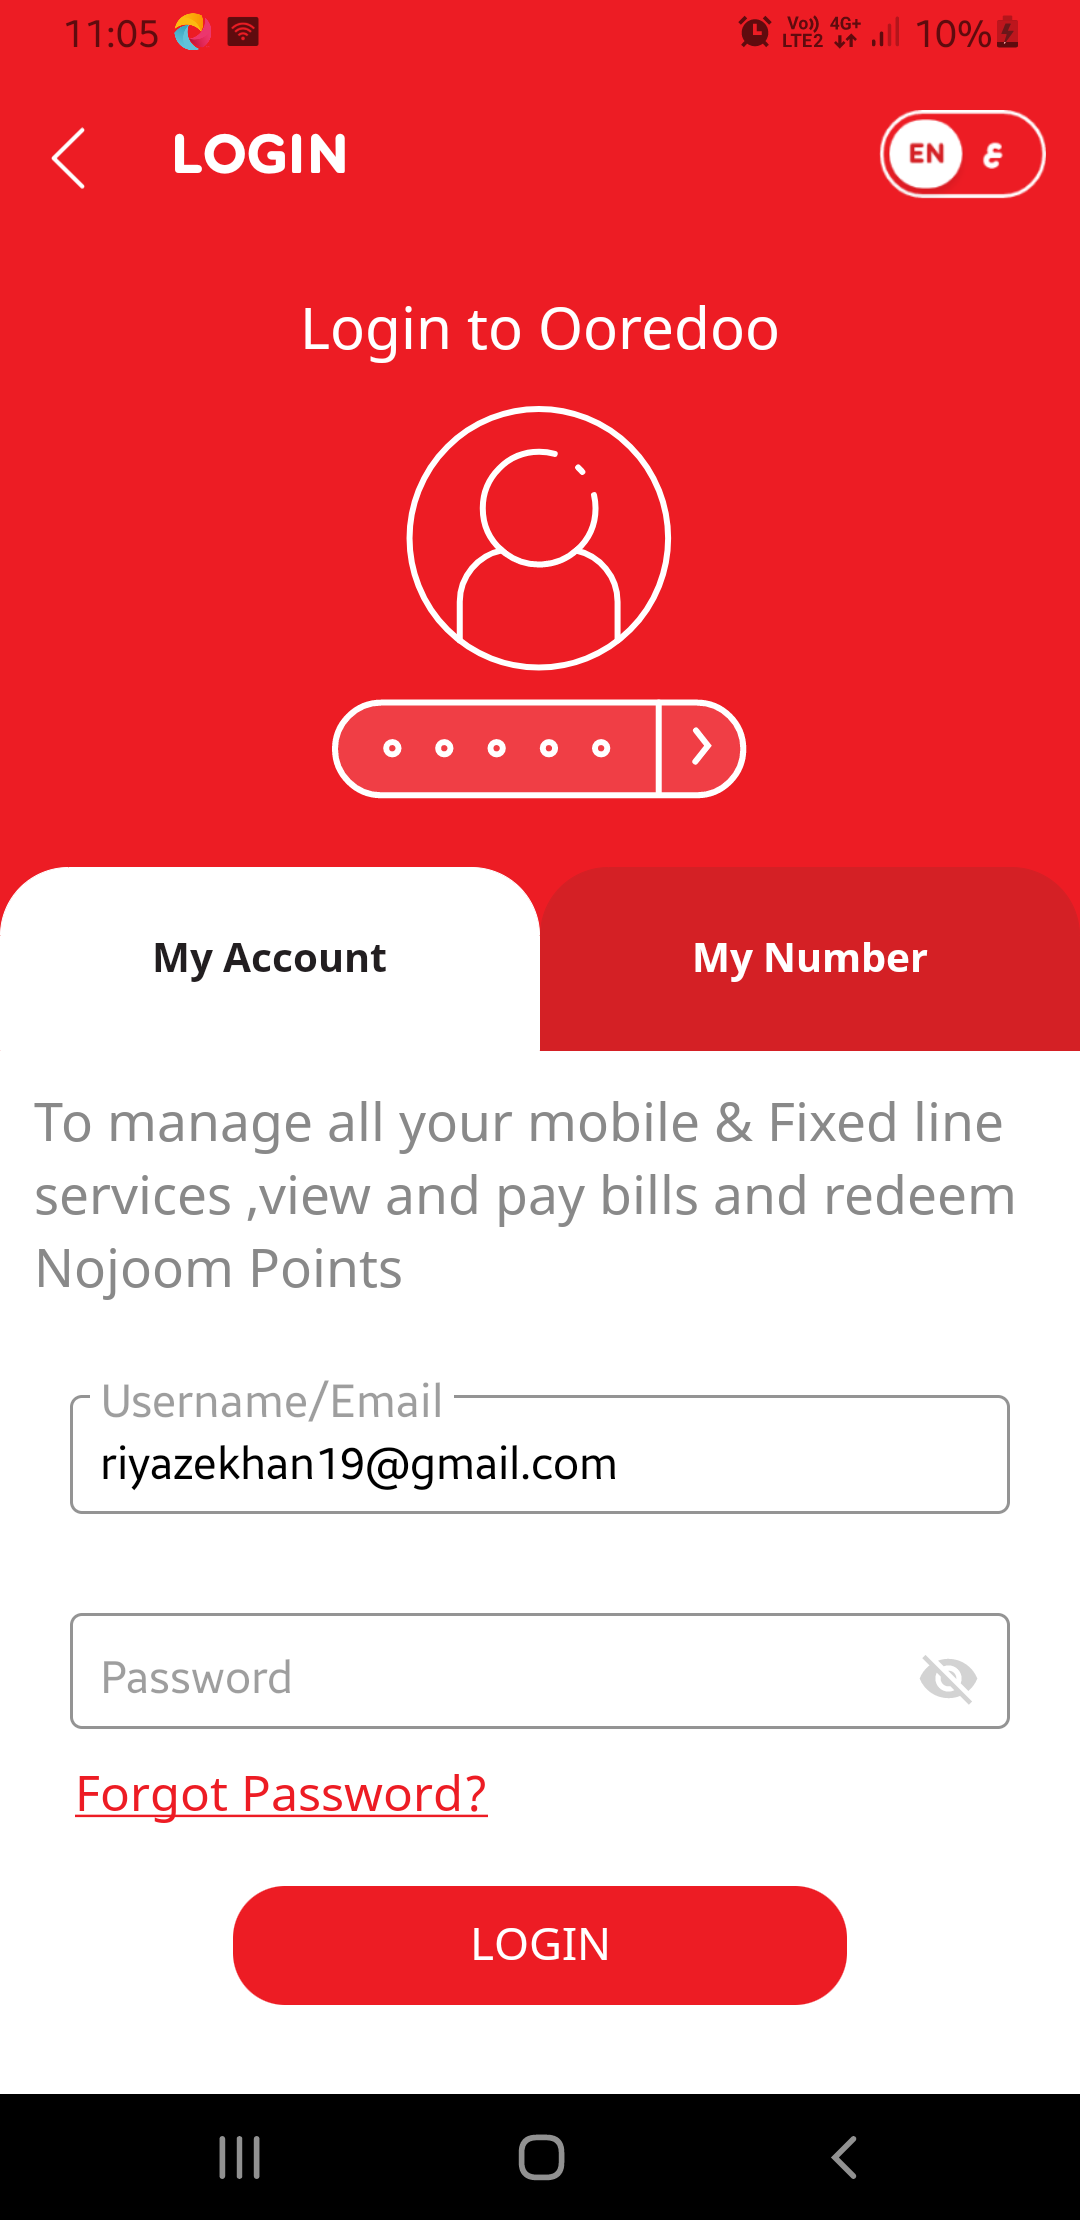 11:05 Vo)) LTE2 4G+ 10%
LOGIN EN ع
Login to Ooredoo
My Account My Number
To manage all your mobile & Fixed line
services ,view and pay bills and redeem
Nojoom Points
Username/Email
riyazekhan19@gmail.com
Password
Forgot Password?
LOGIN